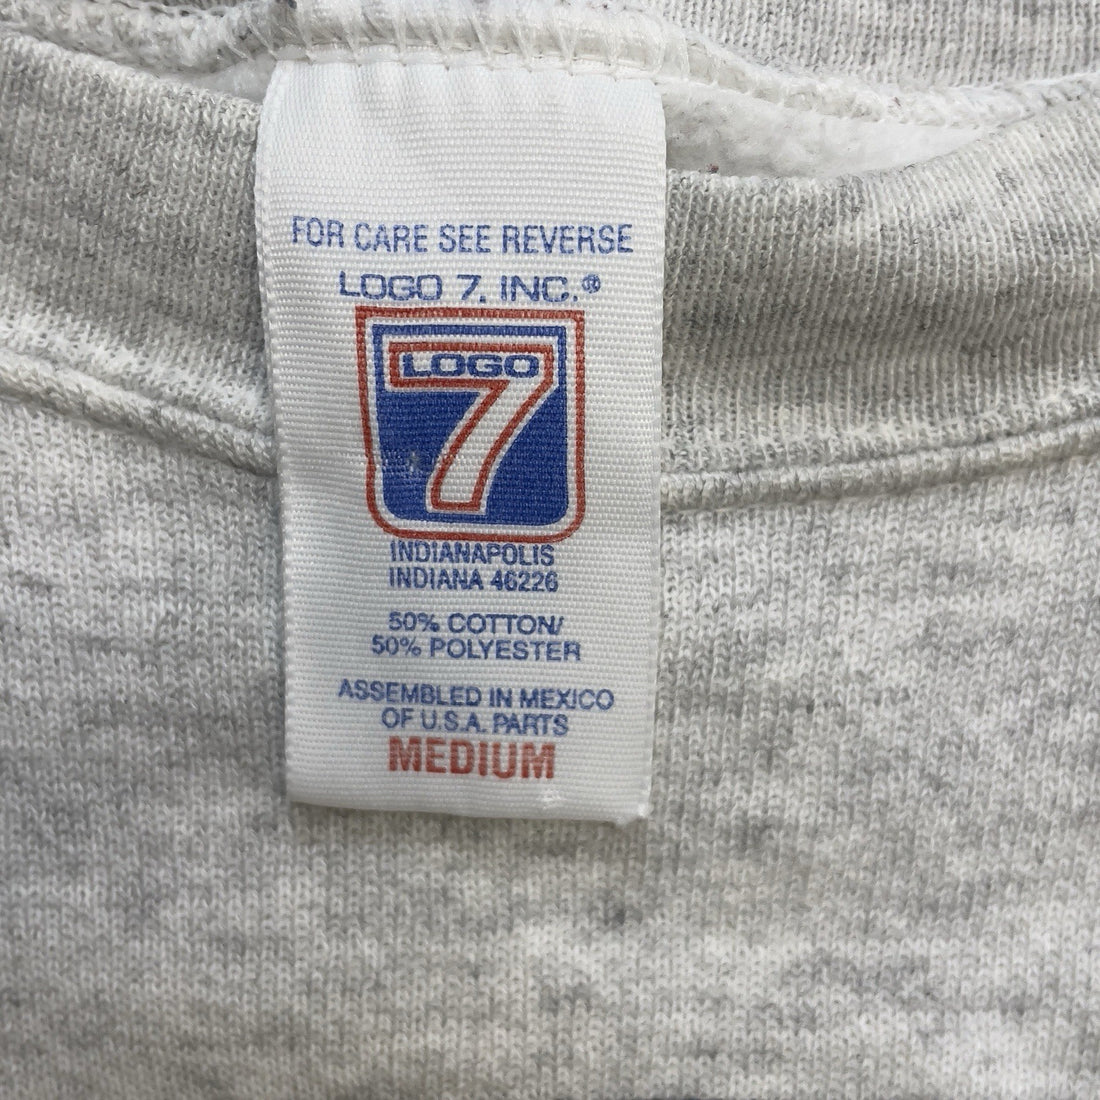 FOR CARE SEE REVERSE
LOGO 7, INC.®
LOGO
7
INDIANAPOLIS
INDIANA 46226
50% COTTON/
50% POLYESTER
ASSEMBLED IN MEXICO
OF U.S.A. PARTS
MEDIUM